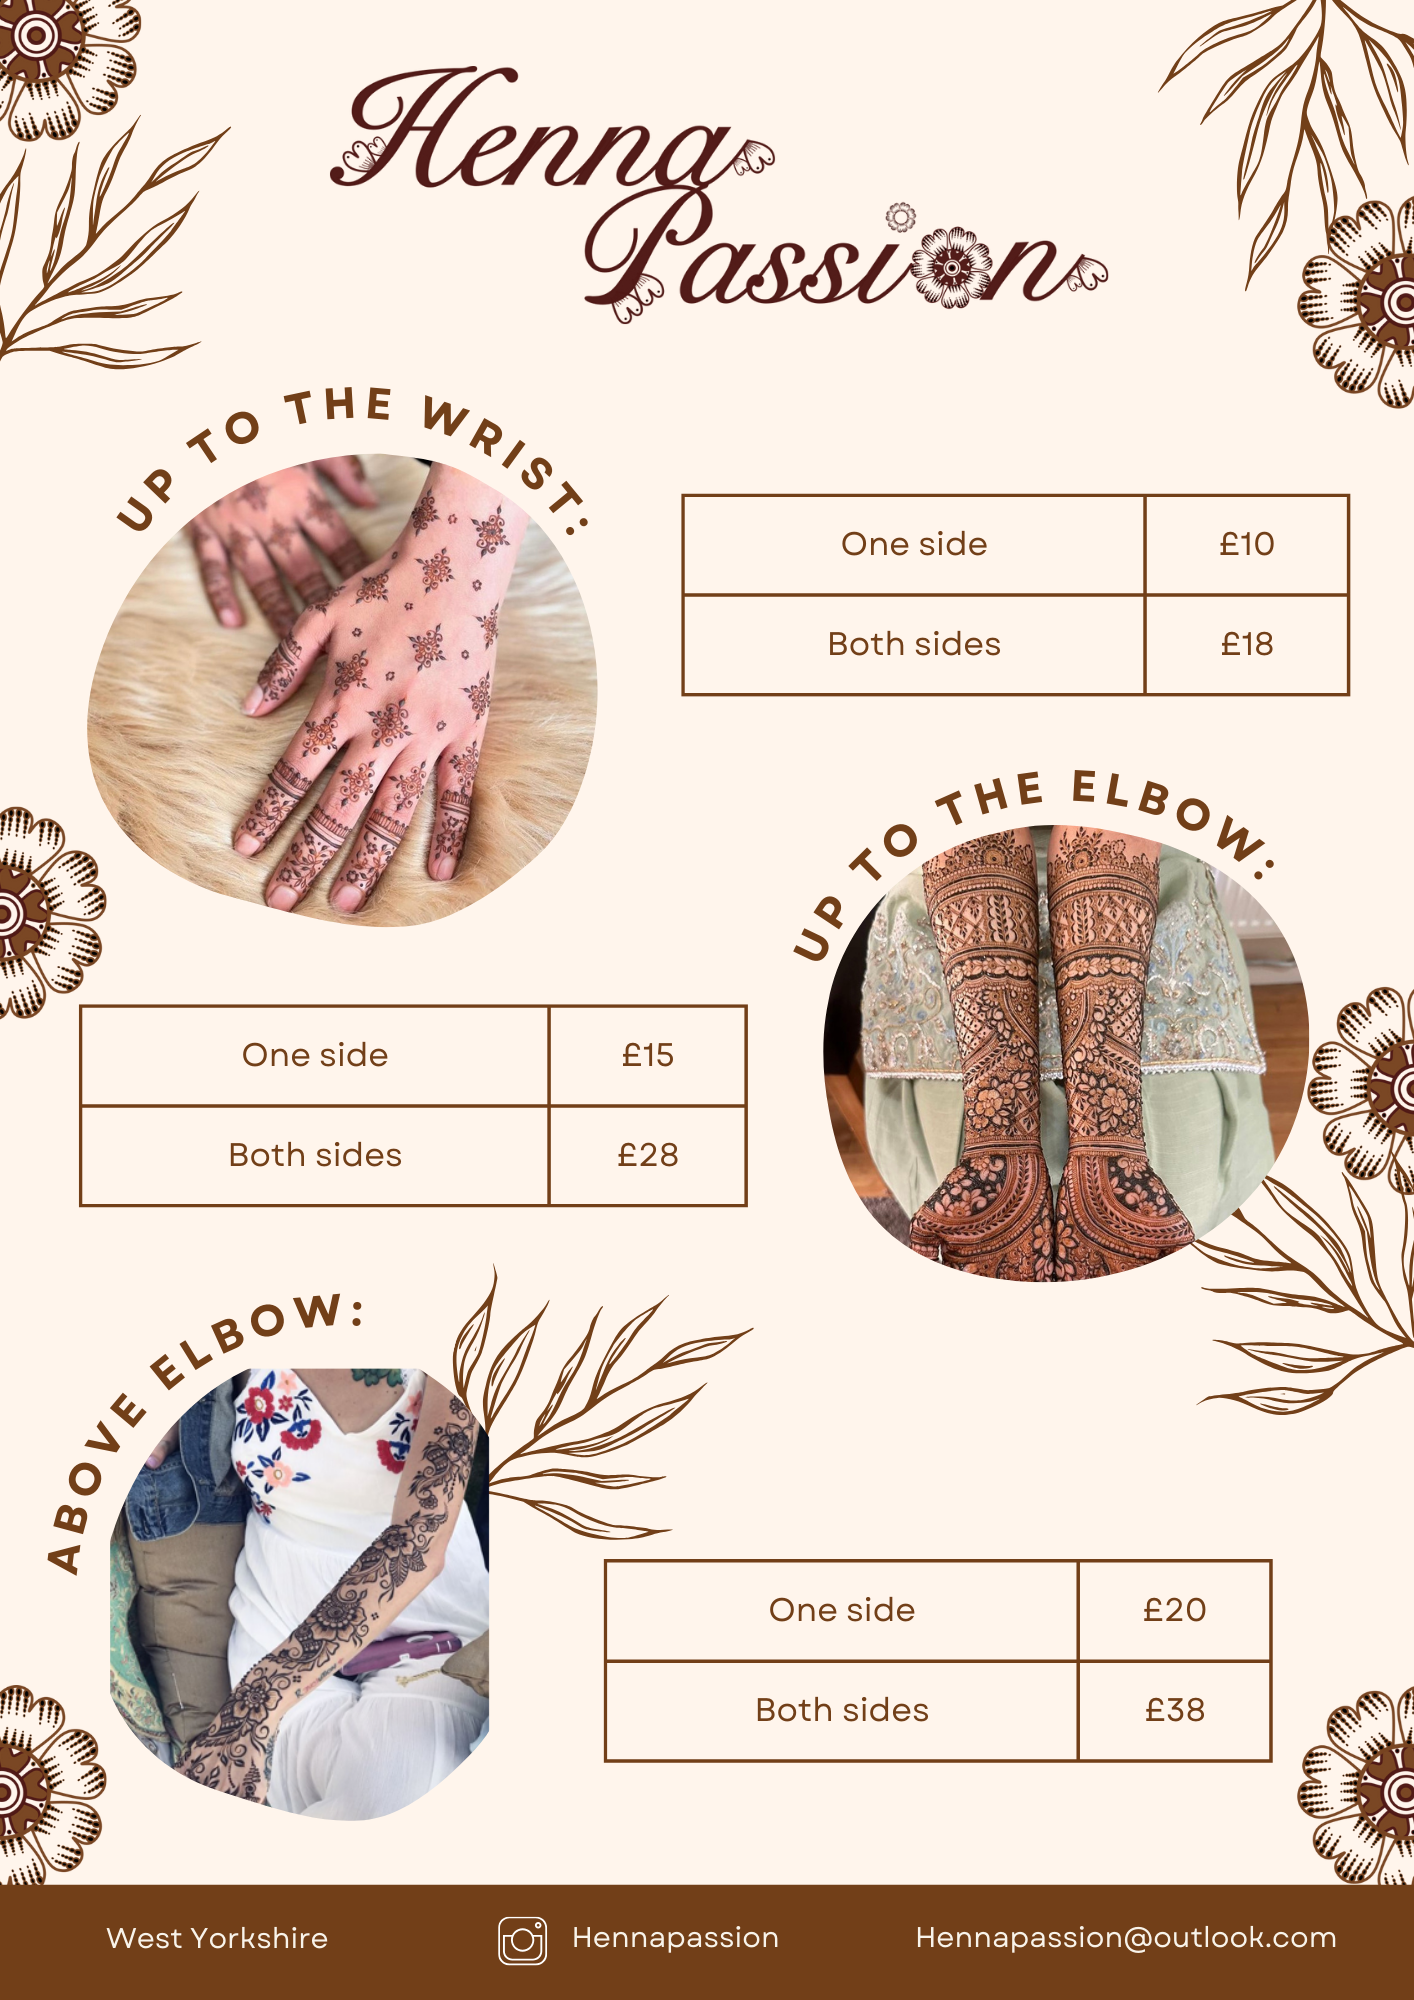 Henna
Passion
UP TO THE WRIST:
One side £10
Both sides £18
UP TO THE ELBOW:
One side £15
Both sides £28
ABOVE ELBOW:
One side £20
Both sides £38
West Yorkshire Hennapassion Hennapassion@outlook.com